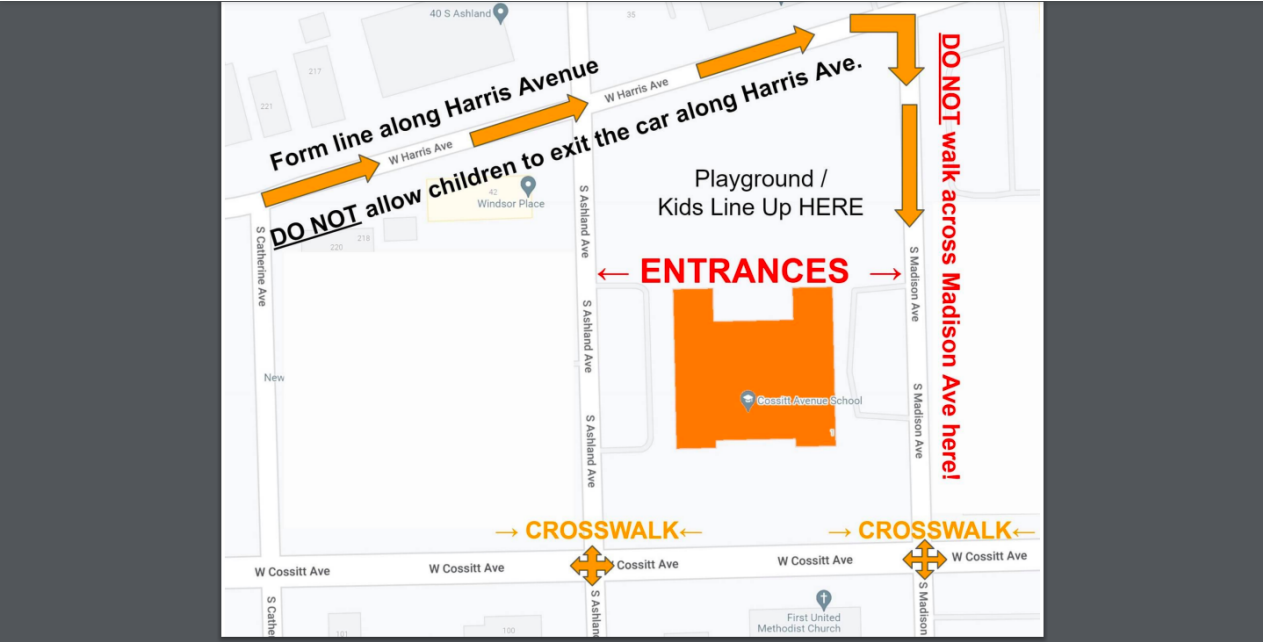 40 S Ashland
35
217
221
Form line along Harris Avenue
W Harris Ave
W Harris Ave
DO NOT allow children to exit the car along Harris Ave.
DO NOT walk across Madison Ave here!
42
Windsor Place
218
220
Playground /
Kids Line Up HERE
S Catherine Ave
S Ashland Ave
S Madison Ave
← ENTRANCES →
S Ashland Ave
New
Cossitt Avenue School
S Madison Ave
S Ashland Ave
→ CROSSWALK←
→ CROSSWALK←
W Cossitt Ave
W Cossitt Ave
Cossitt Ave
W Cossitt Ave
W Cossitt Ave
S Cathe
S Ashland
S Madison
First United
Methodist Church
101
100